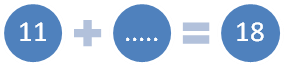 11 + ..... = 18